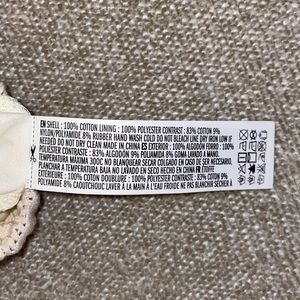 EN SHELL : 100% COTTON LINING : 100% POLYESTER CONTRAST : 83% COTTON 9%
NYLON/POLYAMIDE 8% RUBBER HAND WASH COLD DO NOT BLEACH LINE DRY IRON LOW IF
NEEDED DO NOT DRY CLEAN MADE IN CHINA ES EXTERIOR : 100% ALGODÓN FORRO : 100%
POLIESTER CONTRASTE : 83% ALGODÓN 9% POLIAMIDA 8% GOMA LAVADO A MANO.
TEMPERATURA MÁXIMA 30OC NO BLANQUEAR SECAR COLGADO EN CASO DE SER NECESARIO,
PLANCHAR A TEMPERATURA BAJA NO LAVADO EN SECO HECHO EN CHINA FR ÉTOFFE
EXTÉRIEURE : 100% COTON DOUBLURE : 100% POLYESTER CONTRASTE : 83% COTON 9%
POLYAMIDE 8% CAOUTCHOUC LAVER À LA MAIN À L'EAU FROIDE NE PAS BLANCHIR SÉCHER À